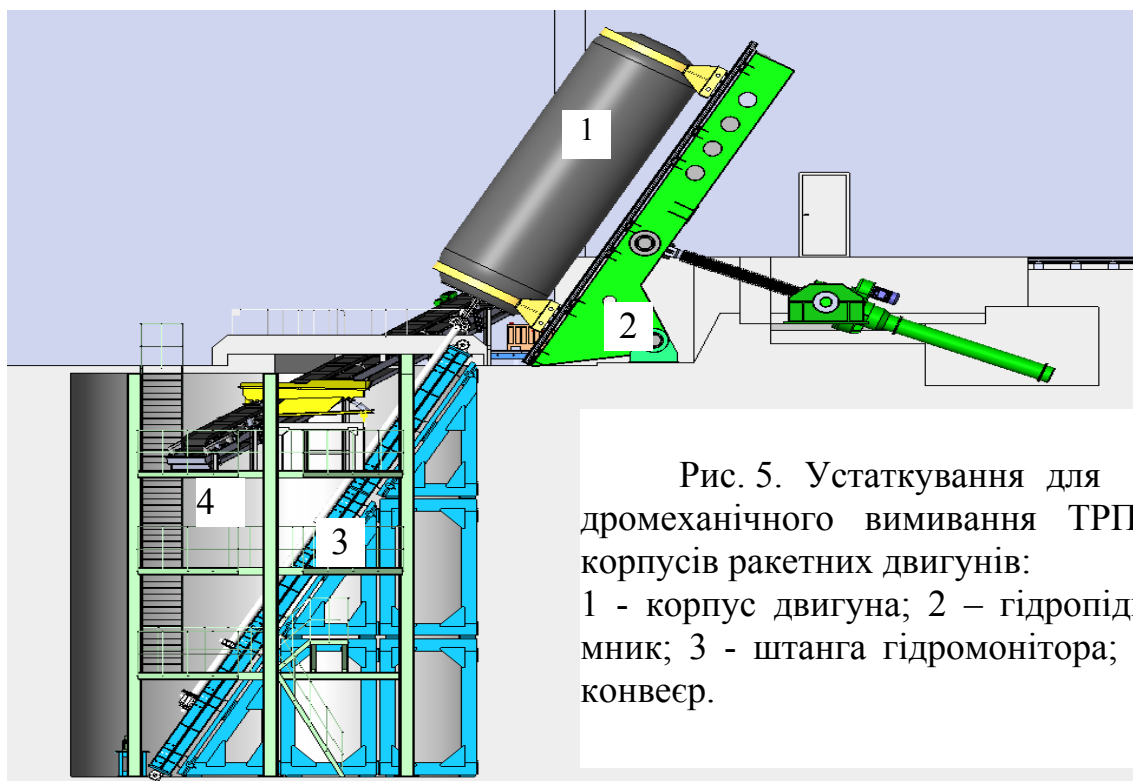 1
2
3
4
Рис. 5. Устаткування для
дромеханічного вимивання ТРП
корпусів ракетних двигунів:
1 - корпус двигуна; 2 – гідропід
мник; 3 - штанга гідромонітора;
конвеєр.